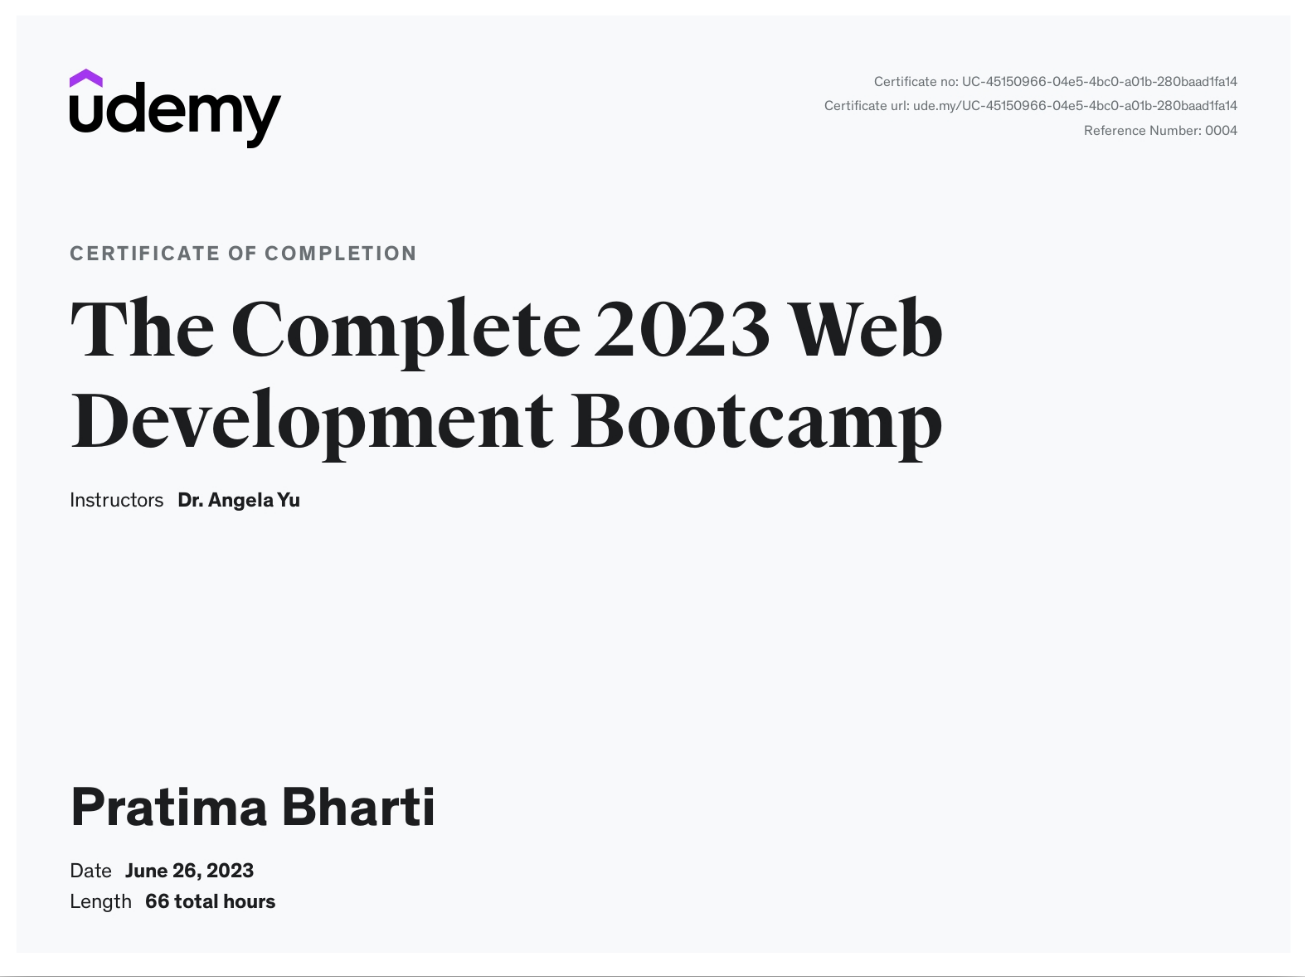 udemy
Certificate no: UC-45150966-04e5-4bc0-a01b-280baad1fa14
Certificate url: ude.my/UC-45150966-04e5-4bc0-a01b-280baad1fa14
Reference Number: 0004
CERTIFICATE OF COMPLETION
The Complete 2023 Web
Development Bootcamp
Instructors Dr. Angela Yu
Pratima Bharti
Date June 26, 2023
Length 66 total hours